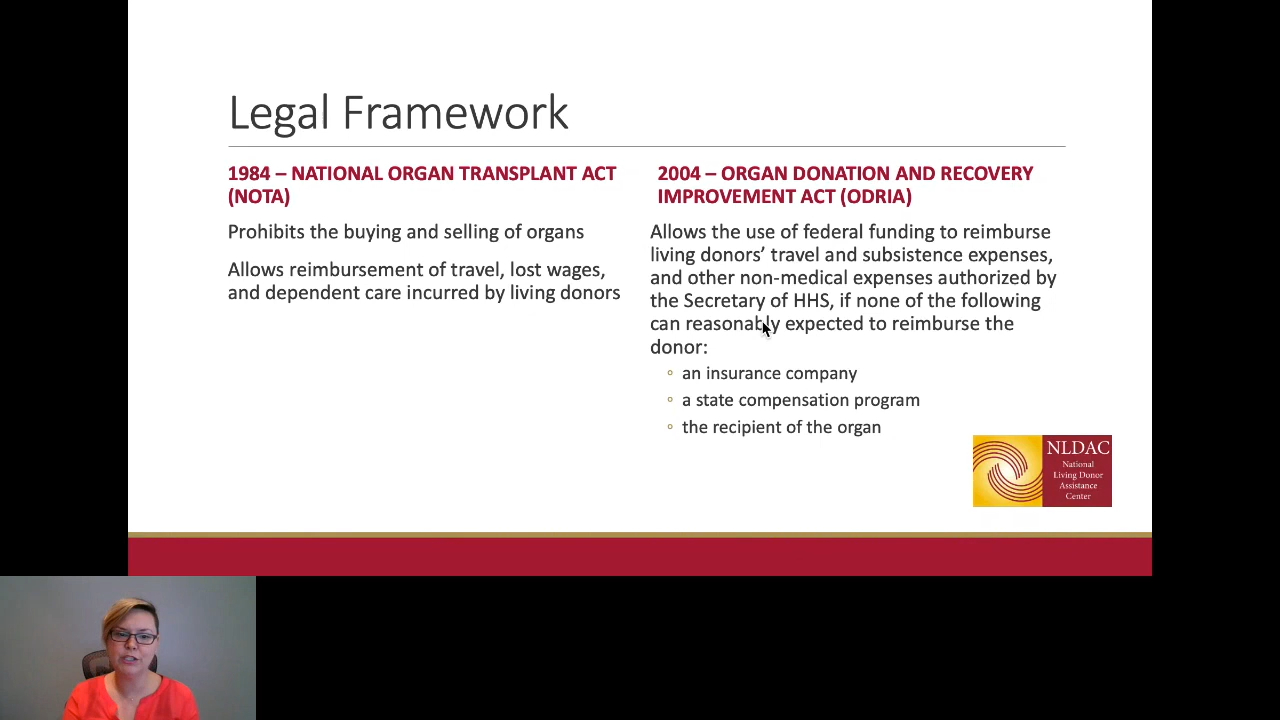 Legal Framework
1984 – NATIONAL ORGAN TRANSPLANT ACT
(NOTA)
Prohibits the buying and selling of organs
Allows reimbursement of travel, lost wages,
and dependent care incurred by living donors
2004 – ORGAN DONATION AND RECOVERY
IMPROVEMENT ACT (ODRIA)
Allows the use of federal funding to reimburse
living donors’ travel and subsistence expenses,
and other non-medical expenses authorized by
the Secretary of HHS, if none of the following
can reasonably expected to reimburse the
donor:
an insurance company
a state compensation program
the recipient of the organ
NLDAC
National
Living Donor
Assistance
Center